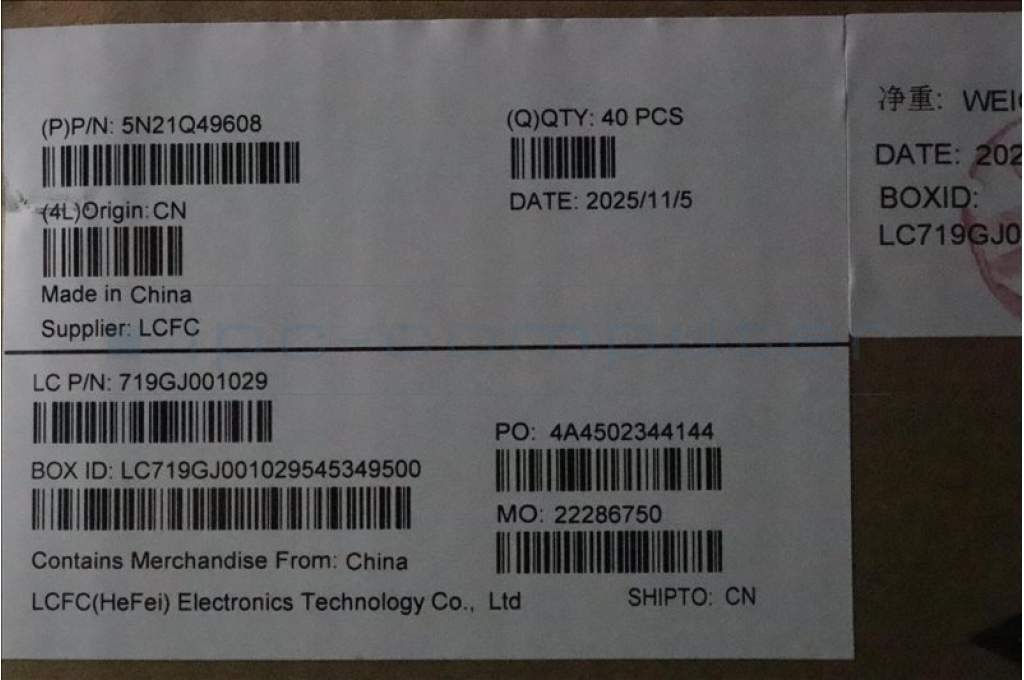 (P)P/N: 5N21Q49608
(Q)QTY: 40 PCS
DATE: 2025/11/5
(4L)Origin:CN
Made in China
Supplier: LCFC
LC P/N: 719GJ001029
BOX ID: LC719GJ001029545349500
PO: 4A4502344144
MO: 22286750
Contains Merchandise From: China
LCFC(HeFei) Electronics Technology Co., Ltd
SHIPTO: CN
净重:
DATE: 202
BOXID:
LC719GJ0